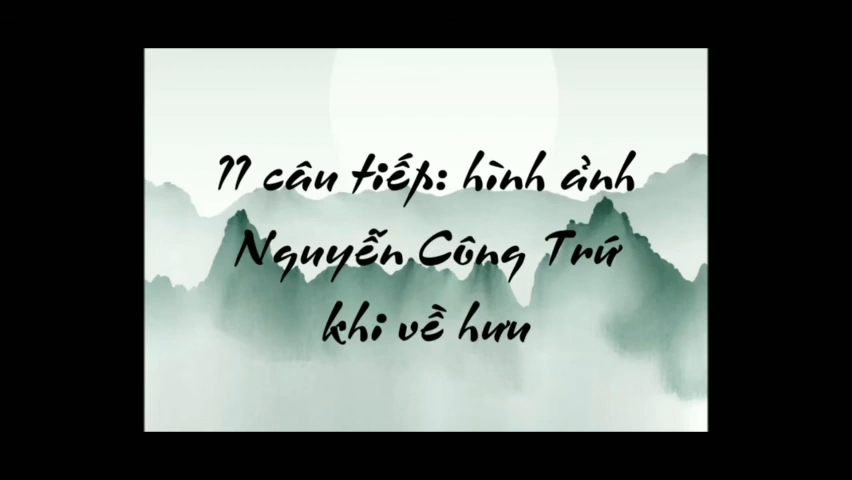 11 câu tiếp: hình ảnh
Nguyễn Công Trứ
khi về hưu